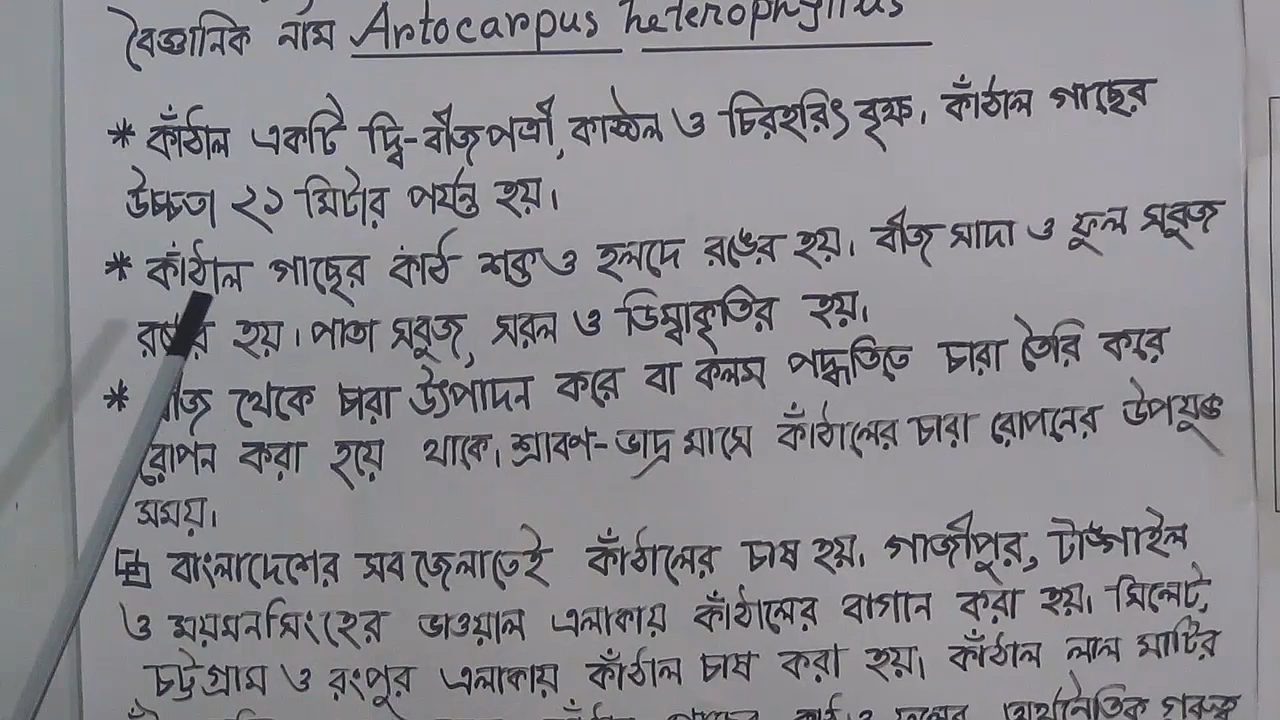 বৈজ্ঞানিক নাম Artocarpus heterophyllus
* কাঁঠাল একটি দ্বি-বীজপত্রী, কাষ্ঠল ও চিরহরিৎ বৃক্ষ। কাঁঠাল গাছের
উচ্চতা ২১ মিটার পর্যন্ত হয়।
* কাঁঠাল গাছের কাঠ শক্ত ও হলদে রঙের হয়। বীজ সাদা ও ফুল সবুজ
হয়। পাতা সবুজ, সরল ও ডিম্বাকৃতির হয়।
* বীজ থেকে চারা উৎপাদন করে বা কলম পদ্ধতিতে চারা তৈরি করে
রোপন করা হয়ে থাকে। শ্রাবণ-ভাদ্র মাসে কাঁঠালের চারা রোপনের উপযুক্ত
সময়।
বাংলাদেশের সব জেলাতেই কাঁঠালের চাষ হয়। গাজীপুর, টাঙ্গাইল
ও ময়মনসিংহের ভাওয়াল এলাকায় কাঁঠালের বাগান করা হয়। সিলেট,
চট্টগ্রাম ও রংপুর এলাকায় কাঁঠাল চাষ করা হয়। কাঁঠাল লাল মাটির